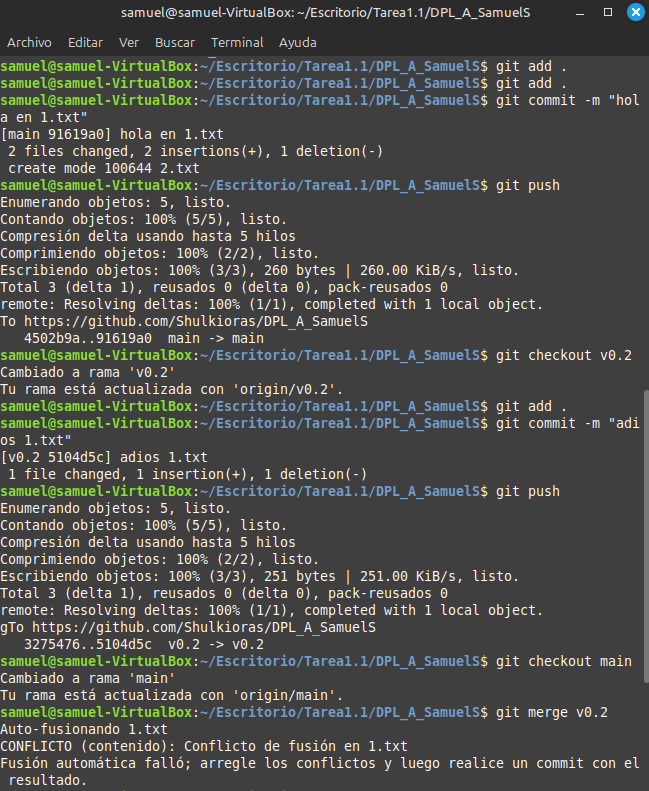 samuel@samuel-VirtualBox: ~/Escritorio/Tarea1.1/DPL_A_SamuelS
Archivo Editar Ver Buscar Terminal Ayuda
samuel@samuel-VirtualBox:~/Escritorio/Tarea1.1/DPL_A_SamuelS$ git add .
samuel@samuel-VirtualBox:~/Escritorio/Tarea1.1/DPL_A_SamuelS$ git add .
samuel@samuel-VirtualBox:~/Escritorio/Tarea1.1/DPL_A_SamuelS$ git commit -m "hol
a en 1.txt"
[main 91619a0] hola en 1.txt
 2 files changed, 2 insertions(+), 1 deletion(-)
 create mode 100644 2.txt
samuel@samuel-VirtualBox:~/Escritorio/Tarea1.1/DPL_A_SamuelS$ git push
Enumerando objetos: 5, listo.
Contando objetos: 100% (5/5), listo.
Compresión delta usando hasta 5 hilos
Comprimiendo objetos: 100% (2/2), listo.
Escribiendo objetos: 100% (3/3), 260 bytes | 260.00 KiB/s, listo.
Total 3 (delta 1), reusados 0 (delta 0), pack-reusados 0
remote: Resolving deltas: 100% (1/1), completed with 1 local object.
To https://github.com/Shulkioras/DPL_A_SamuelS
   4502b9a..91619a0  main -> main
samuel@samuel-VirtualBox:~/Escritorio/Tarea1.1/DPL_A_SamuelS$ git checkout v0.2
Cambiado a rama 'v0.2'
Tu rama está actualizada con 'origin/v0.2'.
samuel@samuel-VirtualBox:~/Escritorio/Tarea1.1/DPL_A_SamuelS$ git add .
samuel@samuel-VirtualBox:~/Escritorio/Tarea1.1/DPL_A_SamuelS$ git commit -m "adi
os 1.txt"
[v0.2 5104d5c] adios 1.txt
 1 file changed, 1 insertion(+), 1 deletion(-)
samuel@samuel-VirtualBox:~/Escritorio/Tarea1.1/DPL_A_SamuelS$ git push
Enumerando objetos: 5, listo.
Contando objetos: 100% (5/5), listo.
Compresión delta usando hasta 5 hilos
Comprimiendo objetos: 100% (2/2), listo.
Escribiendo objetos: 100% (3/3), 251 bytes | 251.00 KiB/s, listo.
Total 3 (delta 1), reusados 0 (delta 0), pack-reusados 0
remote: Resolving deltas: 100% (1/1), completed with 1 local object.
gTo https://github.com/Shulkioras/DPL_A_SamuelS
   3275476..5104d5c  v0.2 -> v0.2
samuel@samuel-VirtualBox:~/Escritorio/Tarea1.1/DPL_A_SamuelS$ git checkout main
Cambiado a rama 'main'
Tu rama está actualizada con 'origin/main'.
samuel@samuel-VirtualBox:~/Escritorio/Tarea1.1/DPL_A_SamuelS$ git merge v0.2
Auto-fusionando 1.txt
CONFLICTO (contenido): Conflicto de fusión en 1.txt
Fusión automática falló; arregle los conflictos y luego realice un commit con el
 resultado.